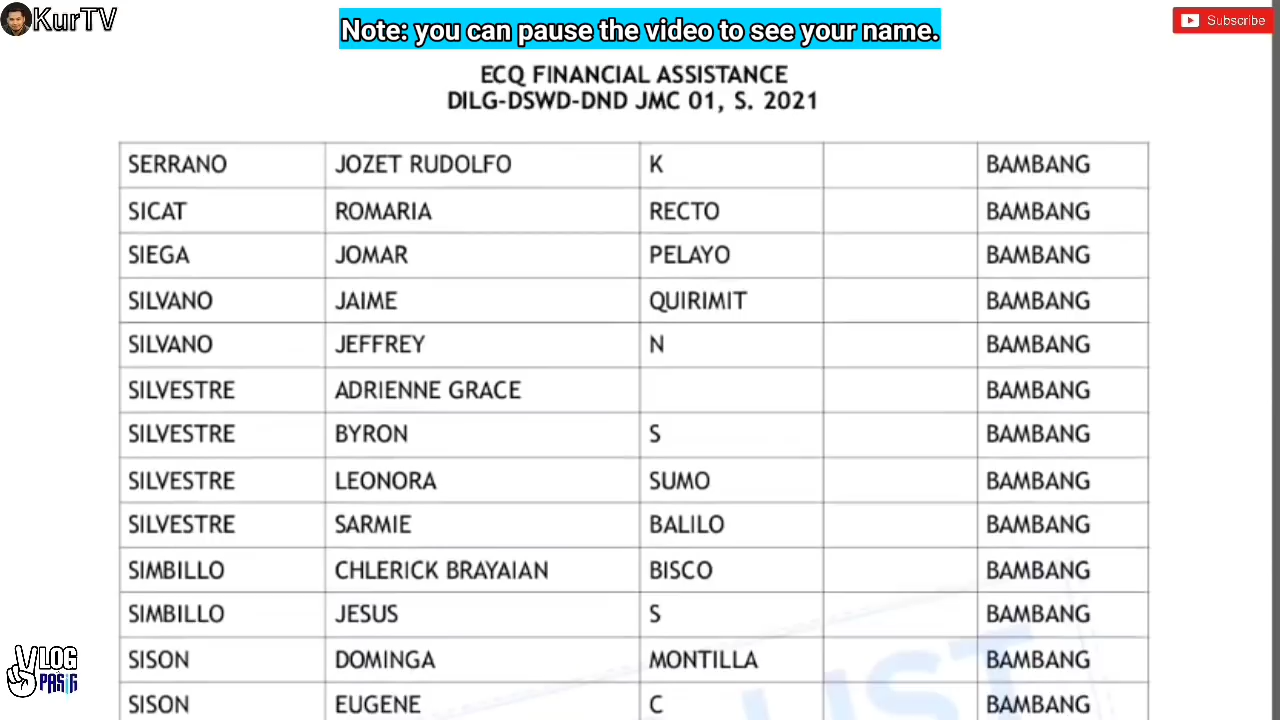 KurTV
Note: you can pause the video to see your name.
Subscribe
ECQ FINANCIAL ASSISTANCE
DILG-DSWD-DND JMC 01, S. 2021
SERRANO JOZET RUDOLFO K BAMBANG
SICAT ROMARIA RECTO BAMBANG
SIEGA JOMAR PELAYO BAMBANG
SILVANO JAIME QUIRIMIT BAMBANG
SILVANO JEFFREY N BAMBANG
SILVESTRE ADRIENNE GRACE BAMBANG
SILVESTRE BYRON S BAMBANG
SILVESTRE LEONORA SUMO BAMBANG
SILVESTRE SARMIE BALILO BAMBANG
SIMBILLO CHLERICK BRAYAIAN BISCO BAMBANG
SIMBILLO JESUS S BAMBANG
SISON DOMINGA MONTILLA BAMBANG
SISON EUGENE C BAMBANG
VLOG
PASIG
LIST